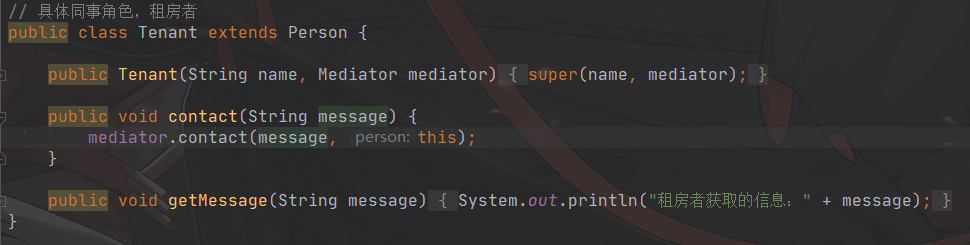 // 具体同事角色，租房者
public class Tenant extends Person {
public Tenant(String name, Mediator mediator) { super(name, mediator); }
public void contact(String message) {
mediator.contact(message, person: this);
}
public void getMessage(String message) { System.out.println("租房者获取的信息：" + message); }
}